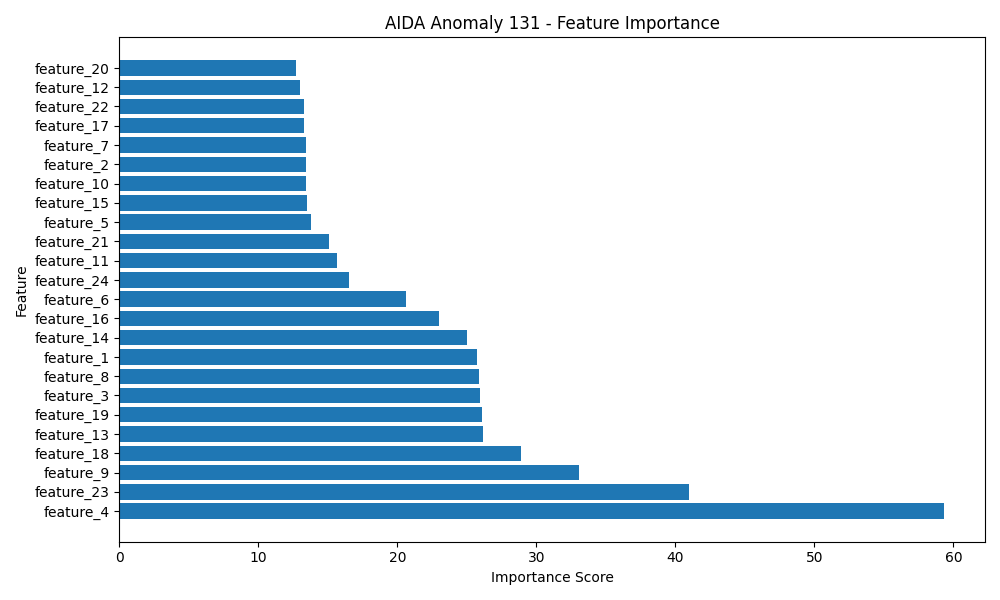 AIDA Anomaly 131 - Feature Importance
Feature
feature_20
feature_12
feature_22
feature_17
feature_7
feature_2
feature_10
feature_15
feature_5
feature_21
feature_11
feature_24
feature_6
feature_16
feature_14
feature_1
feature_8
feature_3
feature_19
feature_13
feature_18
feature_9
feature_23
feature_4
0 10 20 30 40 50 60
Importance Score